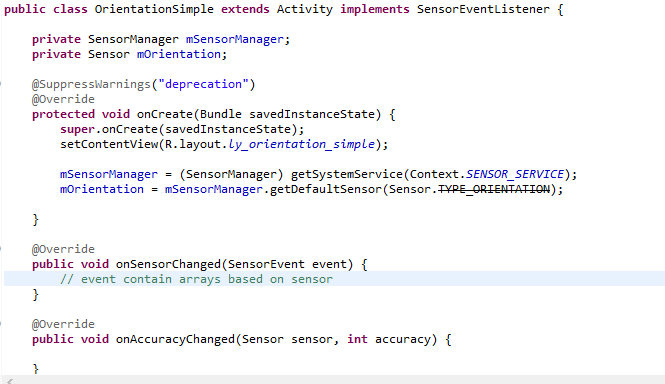 public class OrientationSimple extends Activity implements SensorEventListener {
private SensorManager mSensorManager;
private Sensor mOrientation;
@SuppressWarnings("deprecation")
@Override
protected void onCreate(Bundle savedInstanceState) {
super.onCreate(savedInstanceState);
setContentView(R.layout.ly_orientation_simple);
mSensorManager = (SensorManager) getSystemService(Context.SENSOR_SERVICE);
mOrientation = mSensorManager.getDefaultSensor(Sensor.TYPE_ORIENTATION);
}
@Override
public void onSensorChanged(SensorEvent event) {
// event contain arrays based on sensor
}
@Override
public void onAccuracyChanged(Sensor sensor, int accuracy) {
}